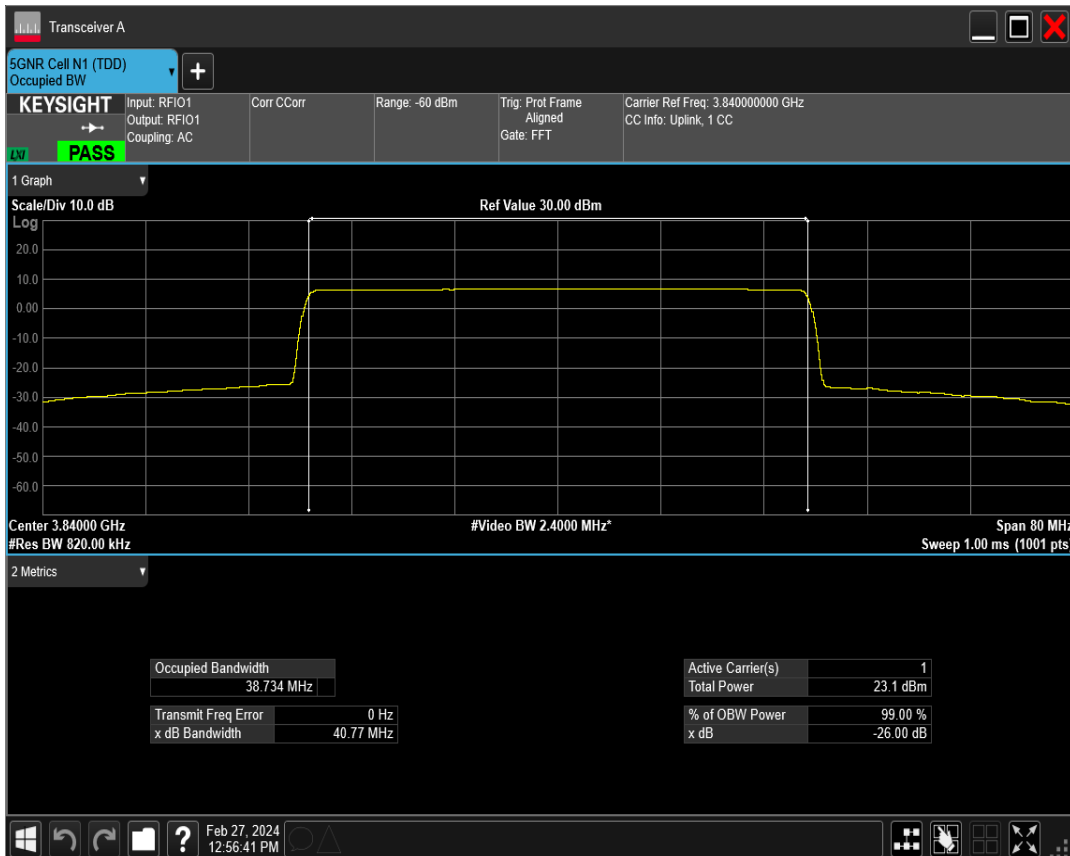 Transceiver A
5GNR Cell N1 (TDD)
Occupied BW
+
KEYSIGHT
LXI
PASS
Input: RFIO1
Output: RFIO1
Coupling: AC
Corr CCorr
Range: -60 dBm
Trig: Prot Frame
Aligned
Gate: FFT
Carrier Ref Freq: 3.840000000 GHz
CC Info: Uplink, 1 CC
1 Graph
Scale/Div 10.0 dB
Ref Value 30.00 dBm
Log
20.0
10.0
0.00
-10.0
-20.0
-30.0
-40.0
-50.0
-60.0
Center 3.84000 GHz
#Video BW 2.4000 MHz*
Span 80 MHz
#Res BW 820.00 kHz
Sweep 1.00 ms (1001 pts)
2 Metrics
Occupied Bandwidth
38.734 MHz
Transmit Freq Error 0 Hz
x dB Bandwidth 40.77 MHz
Active Carrier(s) 1
Total Power 23.1 dBm
% of OBW Power 99.00 %
x dB -26.00 dB
?
Feb 27, 2024
12:56:41 PM